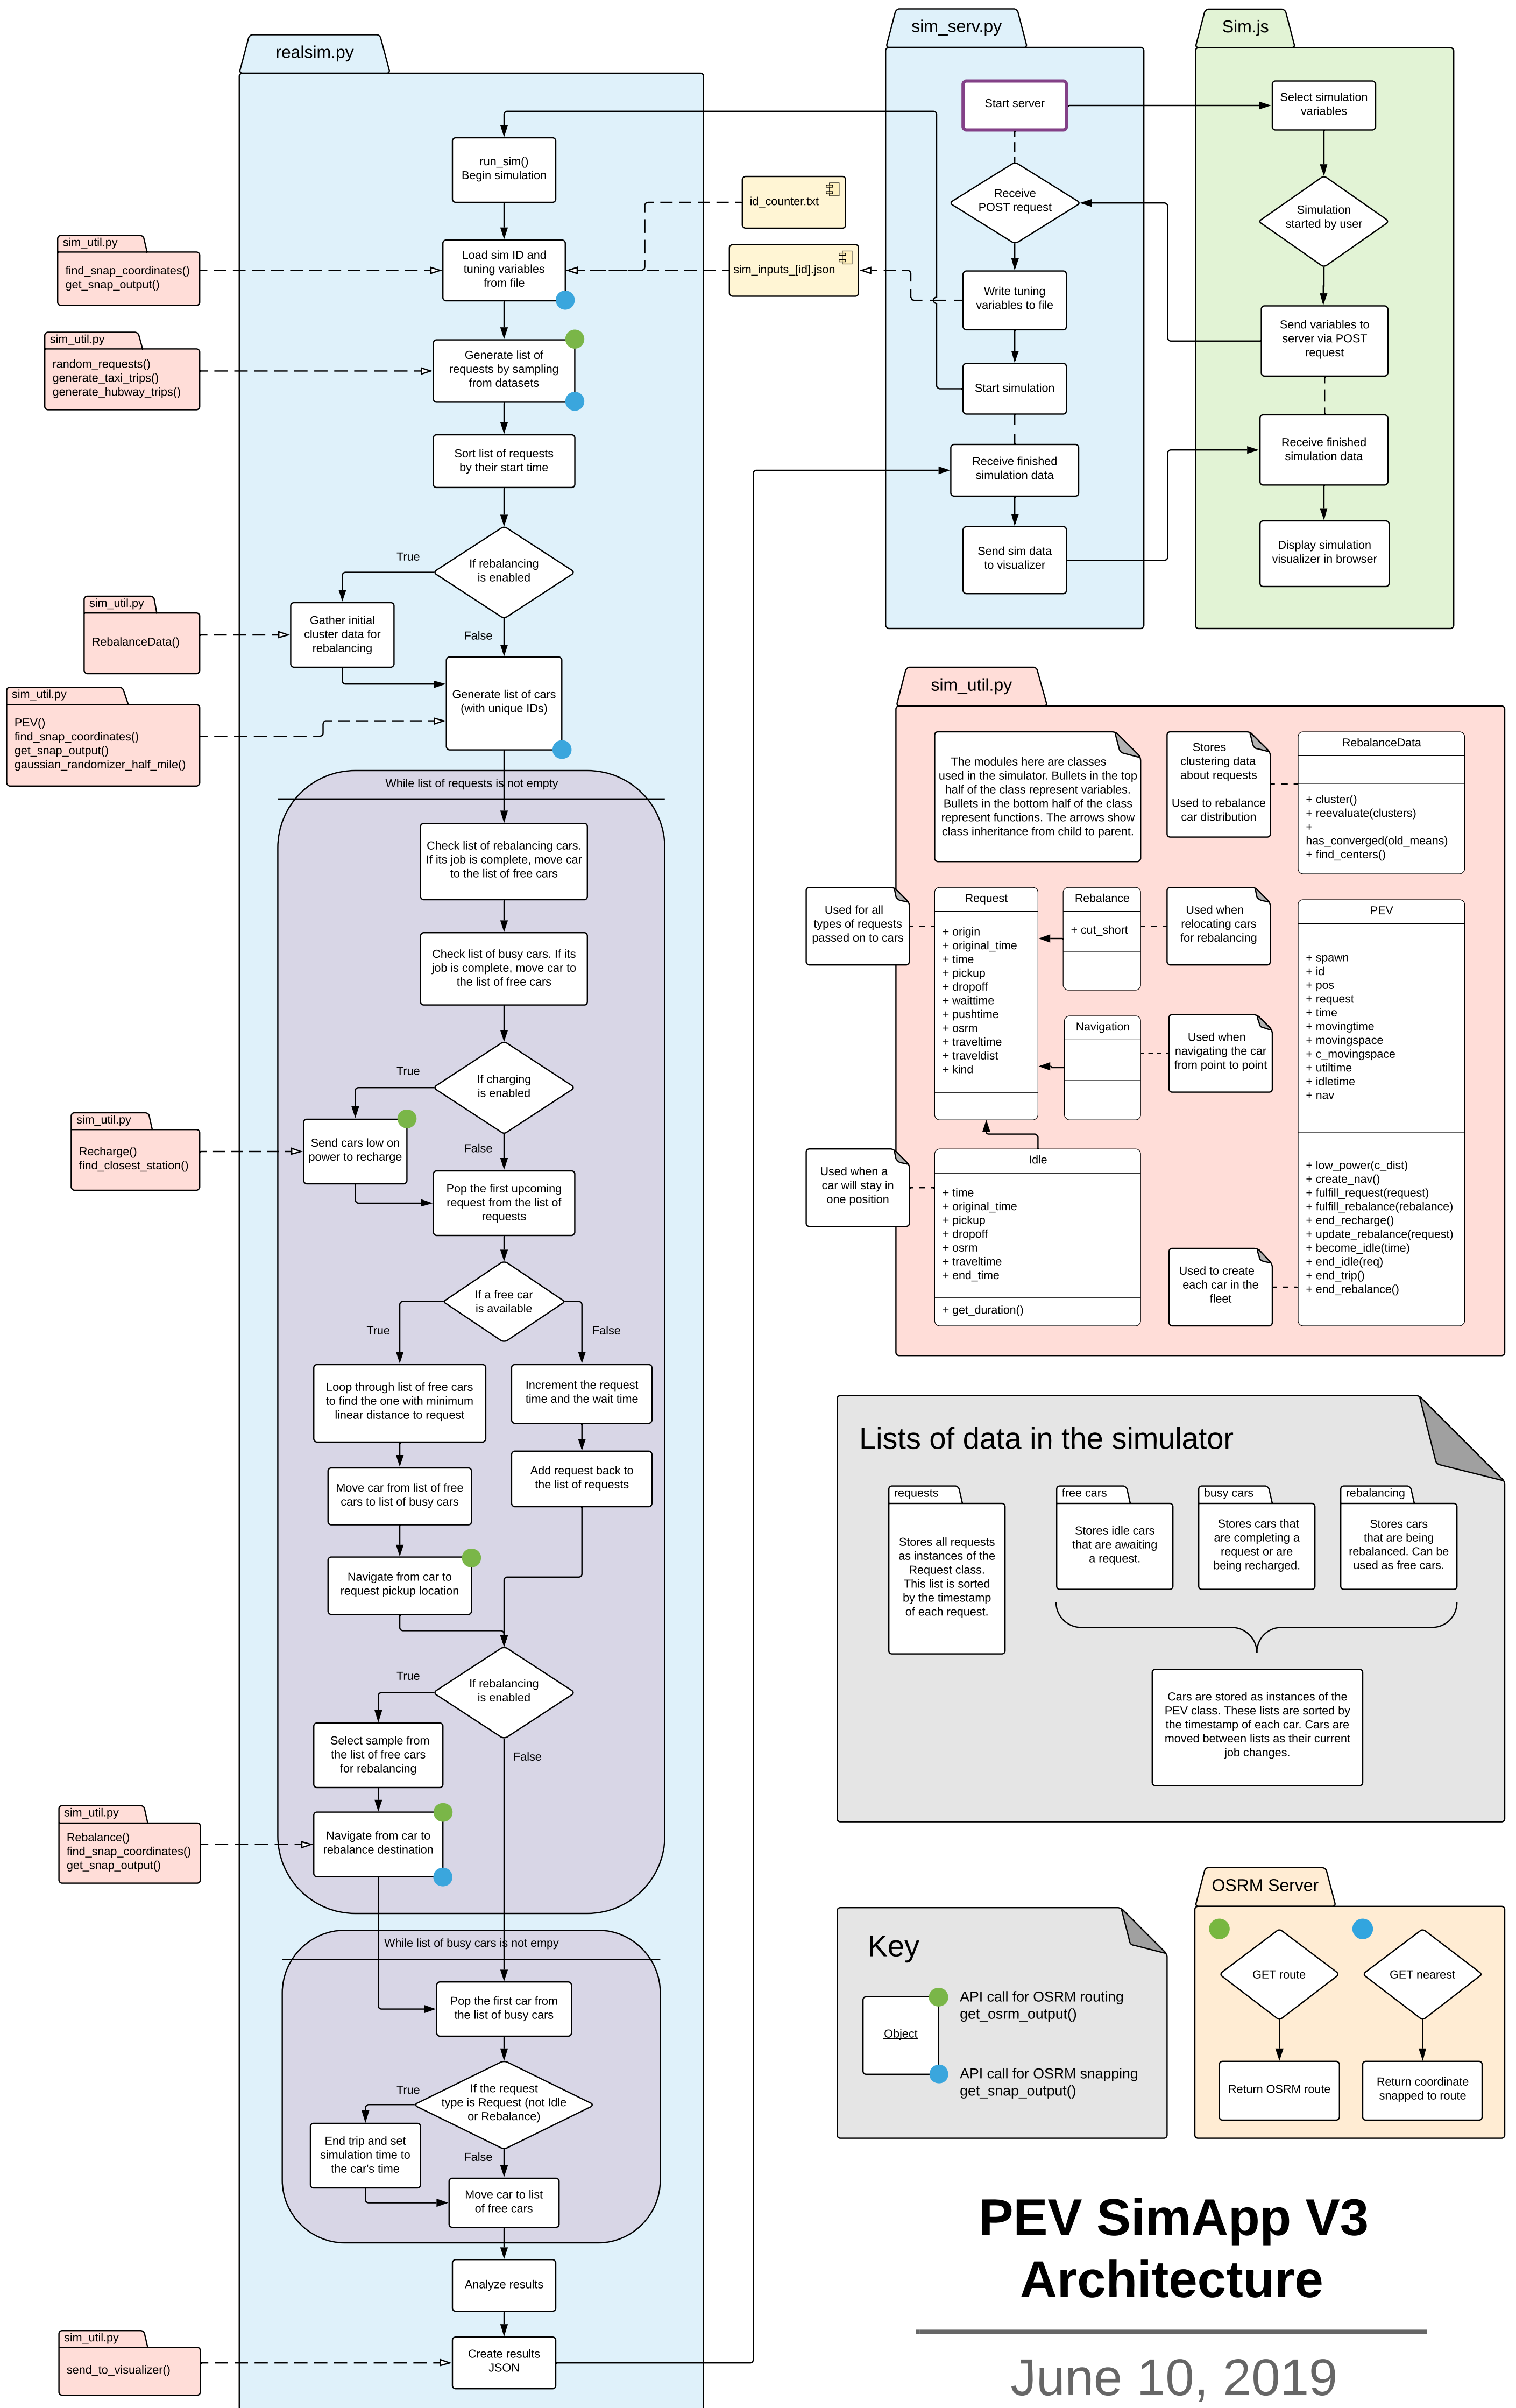 realsim.py
run_sim()
Begin simulation
Load sim ID and
tuning variables
from file
sim_util.py
find_snap_coordinates()
get_snap_output()
Generate list of
requests by sampling
from datasets
sim_util.py
random_requests()
generate_taxi_trips()
generate_hubway_trips()
Sort list of requests
by their start time
If rebalancing
is enabled
True
False
Gather initial
cluster data for
rebalancing
sim_util.py
RebalanceData()
Generate list of cars
(with unique IDs)
sim_util.py
PEV()
find_snap_coordinates()
get_snap_output()
gaussian_randomizer_half_mile()
While list of requests is not empty
Check list of rebalancing cars.
If its job is complete, move car
to the list of free cars
Check list of busy cars. If its
job is complete, move car to
the list of free cars
If charging
is enabled
True
False
Send cars low on
power to recharge
sim_util.py
Recharge()
find_closest_station()
Pop the first upcoming
request from the list of
requests
If a free car
is available
True
False
Loop through list of free cars
to find the one with minimum
linear distance to request
Increment the request
time and the wait time
Move car from list of free
cars to list of busy cars
Add request back to
the list of requests
Navigate from car to
request pickup location
If rebalancing
is enabled
True
False
Select sample from
the list of free cars
for rebalancing
Navigate from car to
rebalance destination
sim_util.py
Rebalance()
find_snap_coordinates()
get_snap_output()
While list of busy cars is not empy
Pop the first car from
the list of busy cars
If the request
type is Request (not Idle
or Rebalance)
True
False
End trip and set
simulation time to
the car's time
Move car to list
of free cars
Analyze results
Create results
JSON
sim_util.py
send_to_visualizer()
id_counter.txt
sim_inputs_[id].json
sim_serv.py
Start server
Receive
POST request
Write tuning
variables to file
Start simulation
Receive finished
simulation data
Send sim data
to visualizer
Sim.js
Select simulation
variables
Simulation
started by user
Send variables to
server via POST
request
Receive finished
simulation data
Display simulation
visualizer in browser
sim_util.py
The modules here are classes
used in the simulator. Bullets in the top
half of the class represent variables.
Bullets in the bottom half of the class
represent functions. The arrows show
class inheritance from child to parent.
Stores
clustering data
about requests
Used to rebalance
car distribution
RebalanceData
+ cluster()
+ reevaluate(clusters)
+
has_converged(old_means)
+ find_centers()
Used for all
types of requests
passed on to cars
Request
+ origin
+ original_time
+ time
+ pickup
+ dropoff
+ waittime
+ pushtime
+ osrm
+ traveltime
+ traveldist
+ kind
Rebalance
+ cut_short
Used when
relocating cars
for rebalancing
Navigation
Used when
navigating the car
from point to point
PEV
+ spawn
+ id
+ pos
+ request
+ time
+ movingtime
+ movingspace
+ c_movingspace
+ utiltime
+ idletime
+ nav
+ low_power(c_dist)
+ create_nav()
+ fulfill_request(request)
+ fulfill_rebalance(rebalance)
+ end_recharge()
+ update_rebalance(request)
+ become_idle(time)
+ end_idle(req)
+ end_trip()
+ end_rebalance()
Used when a
car will stay in
one position
Idle
+ time
+ original_time
+ pickup
+ dropoff
+ osrm
+ traveltime
+ end_time
+ get_duration()
Used to create
each car in the
fleet
Lists of data in the simulator
requests
Stores all requests
as instances of the
Request class.
This list is sorted
by the timestamp
of each request.
free cars
Stores idle cars
that are awaiting
a request.
busy cars
Stores cars that
are completing a
request or are
being recharged.
rebalancing
Stores cars
that are being
rebalanced. Can be
used as free cars.
Cars are stored as instances of the
PEV class. These lists are sorted by
the timestamp of each car. Cars are
moved between lists as their current
job changes.
Key
Object
API call for OSRM routing
get_osrm_output()
API call for OSRM snapping
get_snap_output()
OSRM Server
GET route
GET nearest
Return OSRM route
Return coordinate
snapped to route
PEV SimApp V3
Architecture
June 10, 2019